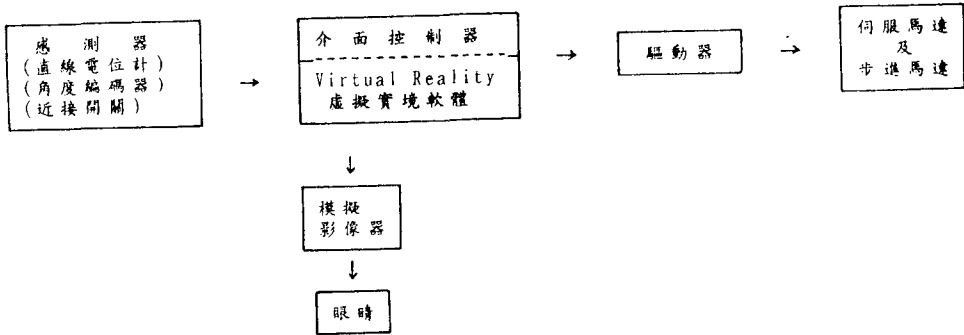 感測器
(直線電位計)
(角度編碼器)
(近接開關)
→
介面控制器
Virtual Reality
虛擬實境軟體
→
驅動器
→
伺服馬達
及
步進馬達
↓
模擬
影像器
↓
眼睛